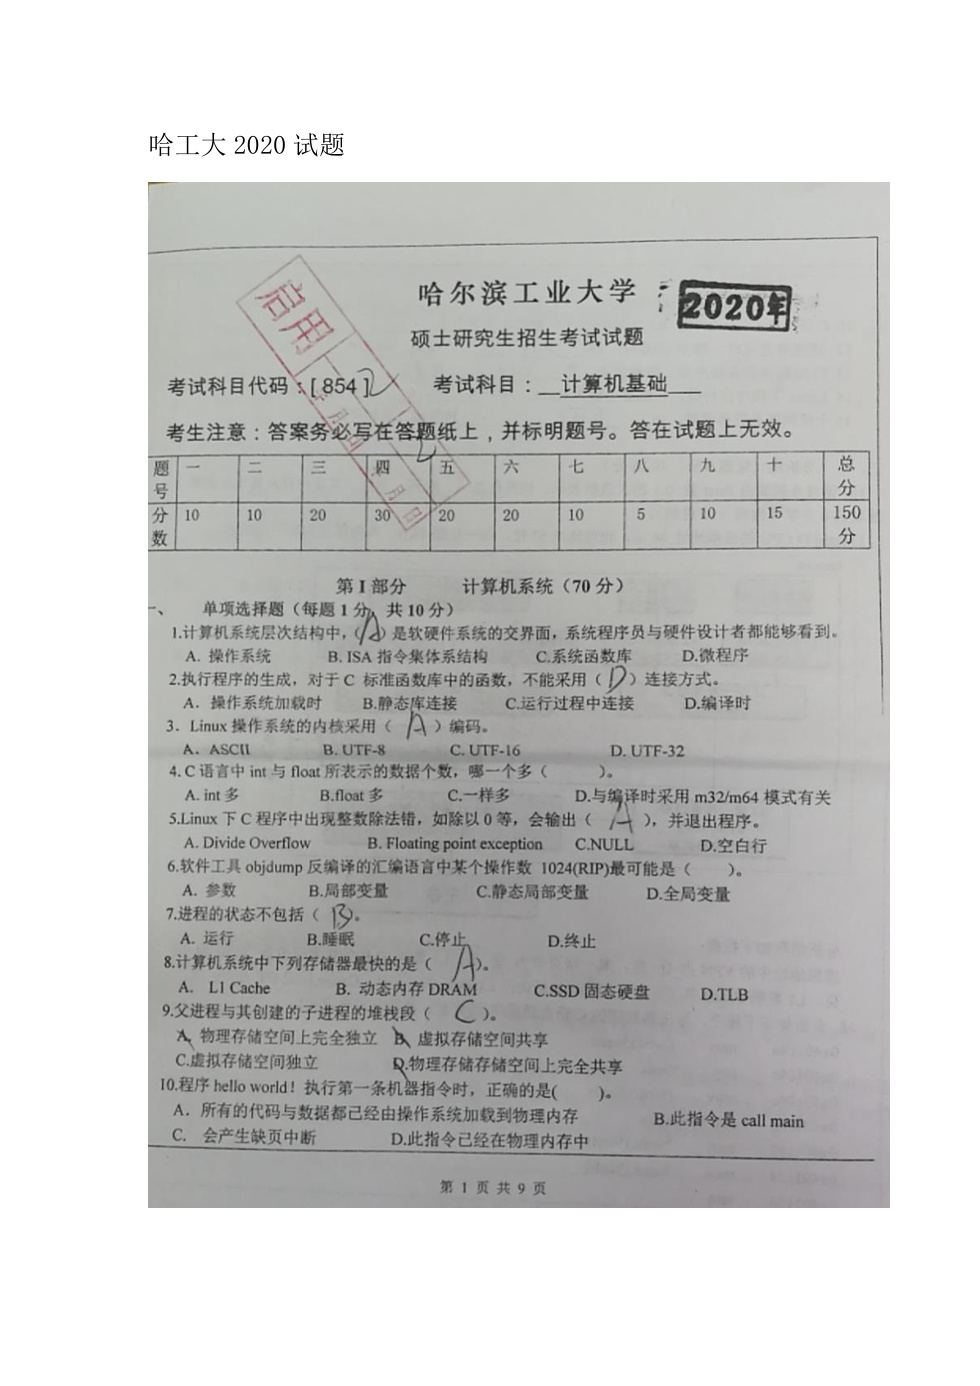 哈工大 2020 试题
哈尔滨工业大学
2020年
硕士研究生招生考试试题
启用
考试科目代码：[ 854 ] 考试科目： 计算机基础
考生注意：答案务必写在答题纸上，并标明题号。答在试题上无效。
题号 一 二 三 四 五 六 七 八 九 十 总分
分数 10 10 20 30 20 20 10 5 10 15 150分
第 I 部分 计算机系统（70 分）
一、 单项选择题（每题 1 分，共 10 分）
1.计算机系统层次结构中，（A）是软硬件系统的交界面，系统程序员与硬件设计者都能够看到。
A. 操作系统 B. ISA 指令集体系结构 C.系统函数库 D.微程序
2.执行程序的生成，对于 C 标准函数库中的函数，不能采用（ D ）连接方式。
A. 操作系统加载时 B.静态库连接 C.运行过程中连接 D.编译时
3. Linux 操作系统的内核采用（ A ）编码。
A. ASCII B. UTF-8 C. UTF-16 D. UTF-32
4. C 语言中 int 与 float 所表示的数据个数，哪一个多（ ）。
A. int 多 B.float 多 C.一样多 D.与编译时采用 m32/m64 模式有关
5.Linux 下 C 程序中出现整数除法错，如除以 0 等，会输出（ A ），并退出程序。
A. Divide Overflow B. Floating point exception C.NULL D.空白行
6.软件工具 objdump 反编译的汇编语言中某个操作数 1024(RIP)最可能是（ ）。
A. 参数 B.局部变量 C.静态局部变量 D.全局变量
7.进程的状态不包括（ B ）。
A. 运行 B.睡眠 C.停止 D.终止
8.计算机系统中下列存储器最快的是（ A ）。
A. L1 Cache B. 动态内存 DRAM C.SSD 固态硬盘 D.TLB
9.父进程与其创建的子进程的堆栈段（ C ）。
A. 物理存储空间上完全独立 B. 虚拟存储空间共享
C.虚拟存储空间独立 D.物理存储存储空间上完全共享
10.程序 hello world！执行第一条机器指令时，正确的是( )。
A. 所有的代码与数据都已经由操作系统加载到物理内存 B.此指令是 call main
C. 会产生缺页中断 D.此指令已经在物理内存中
第 1 页 共 9 页